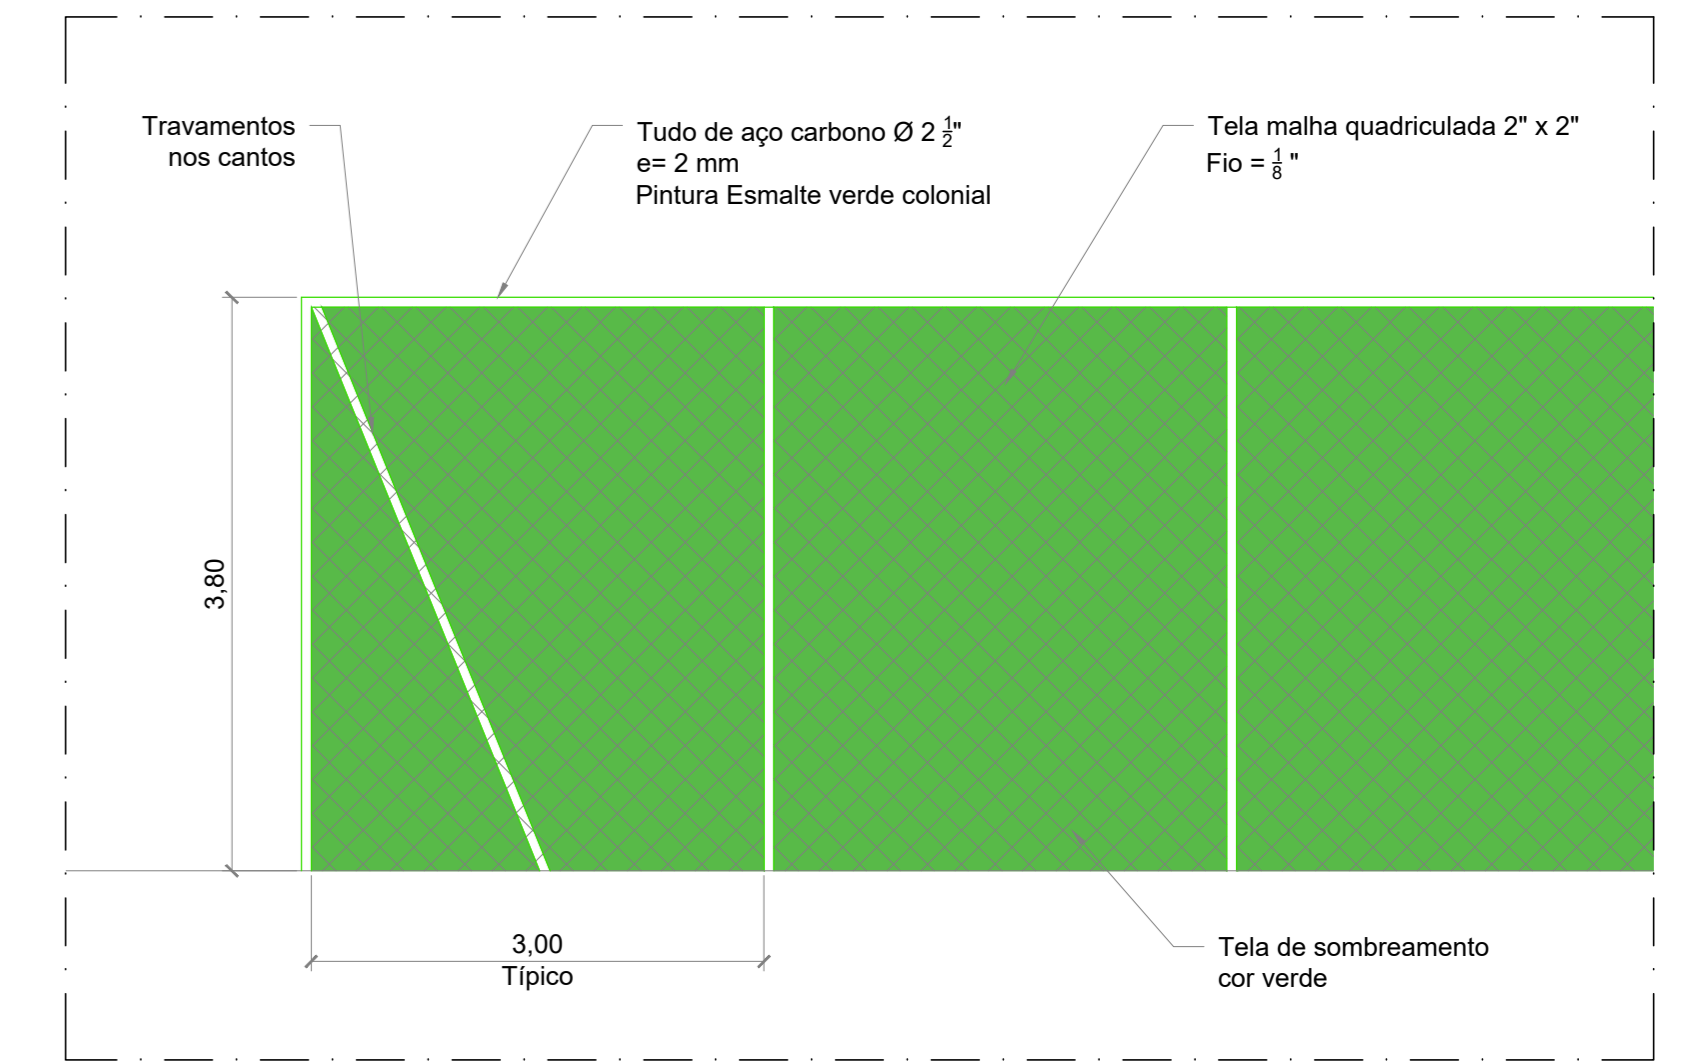 Travamentos
nos cantos
Tudo de aço carbono Ø 2 1/2"
e= 2 mm
Pintura Esmalte verde colonial
Tela malha quadriculada 2" x 2"
Fio = 1/8 "
3,80
3,00
Típico
Tela de sombreamento
cor verde